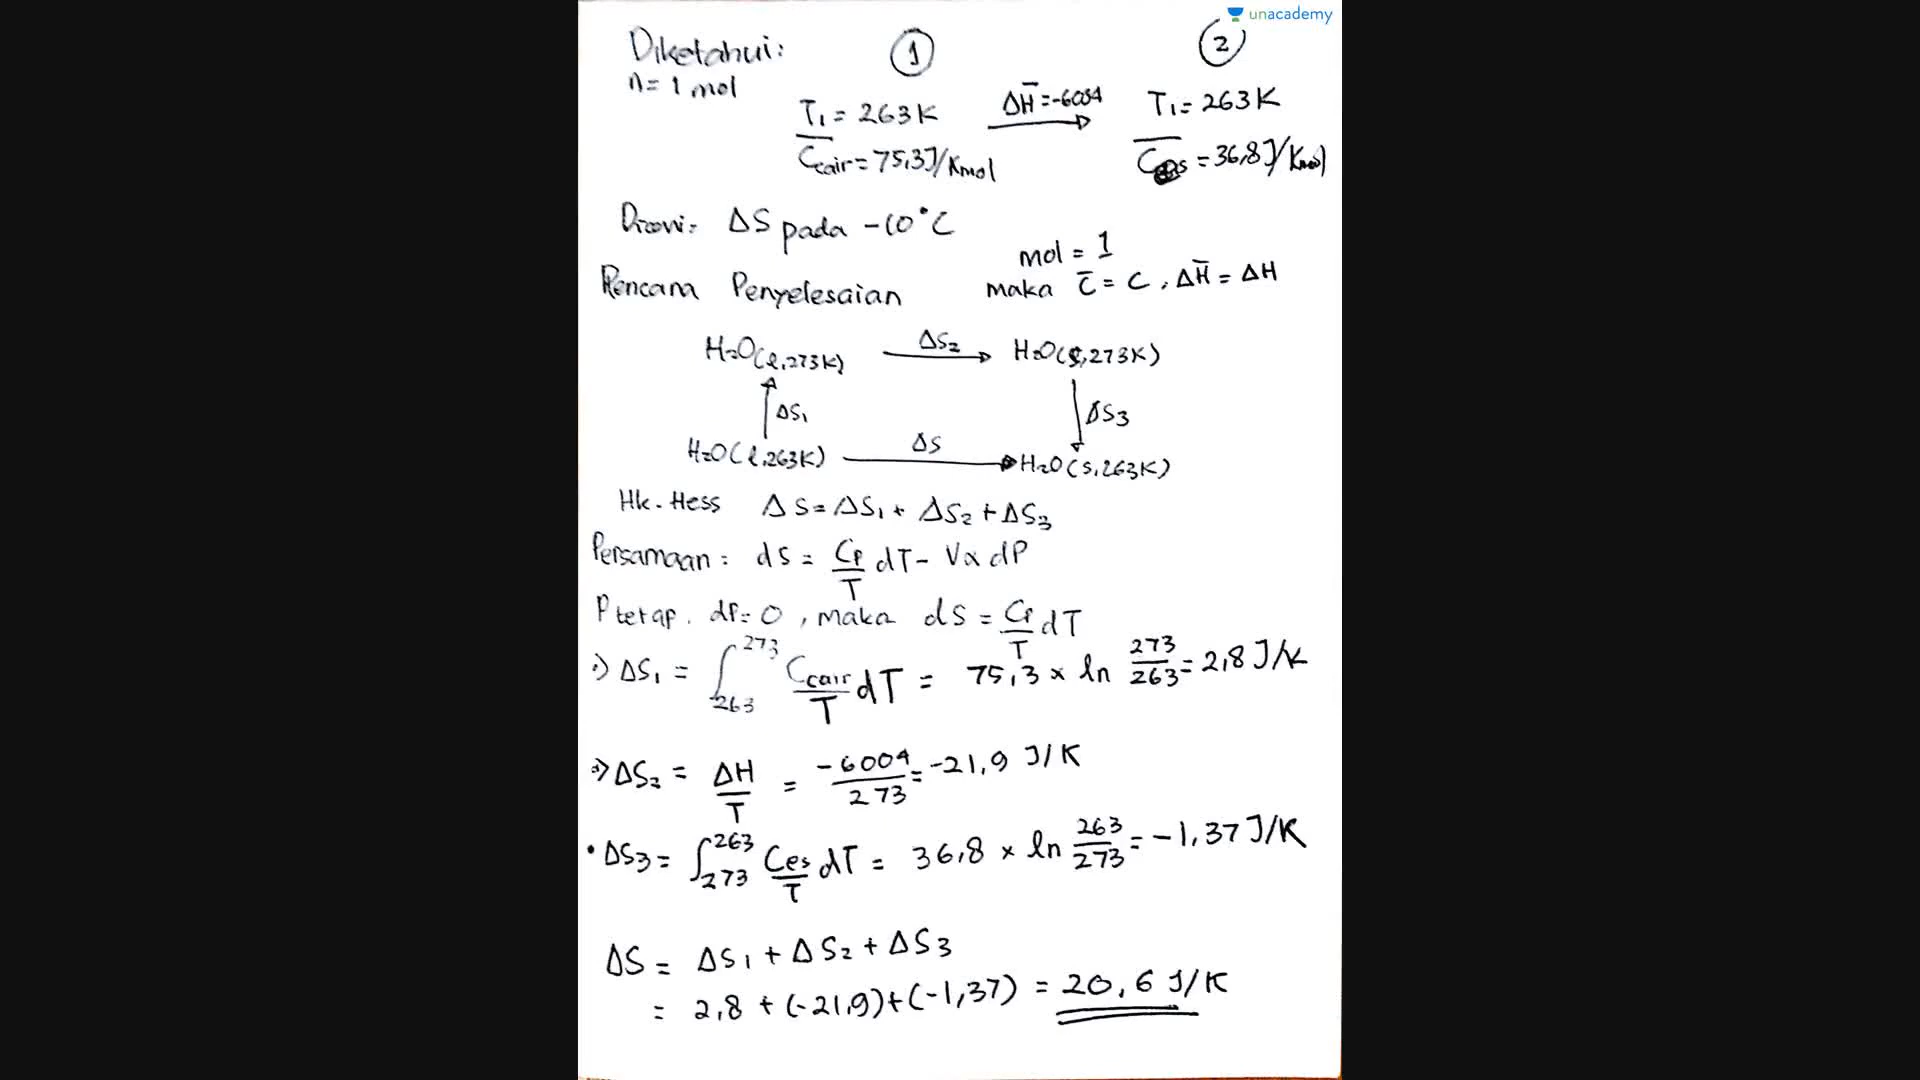 unacademy
Diketahui: ① ②
n = 1 mol
T₁ = 263 K ΔH̅ = -6004 T₁ = 263 K
C̅cair = 75,3 J/Kmol C̅es = 36,8 J/Kmol
ΔS pada -10°C
mol = 1
Rencana Penyelesaian maka C̅ = C, ΔH̅ = ΔH
H₂O(l,273K) ΔS₂ H₂O(s,273K)
ΔS₁ ΔS₃
H₂O(l,263K) ΔS H₂O(s,263K)
Hk. Hess ΔS = ΔS₁ + ΔS₂ + ΔS₃
Persamaan: dS = Cp/T dT - Vα dP
P tetap. dP = 0, maka dS = Cp/T dT
·) ΔS₁ = ∫₂₆₃²⁷³ Ccair/T dT = 75,3 × ln 273/263 = 2,8 J/K
·) ΔS₂ = ΔH/T = -6004/273 = -21,9 J/K
• ΔS₃ = ∫₂₇₃²⁶³ Ces/T dT = 36,8 × ln 263/273 = -1,37 J/K
ΔS = ΔS₁ + ΔS₂ + ΔS₃
= 2,8 + (-21,9) + (-1,37) = 20,6 J/K